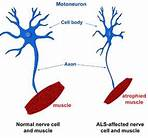 Motoneuron
Cell body
Axon
muscle
atrophied
muscle
Normal nerve cell
and muscle
ALS-affected nerve
cell and muscle